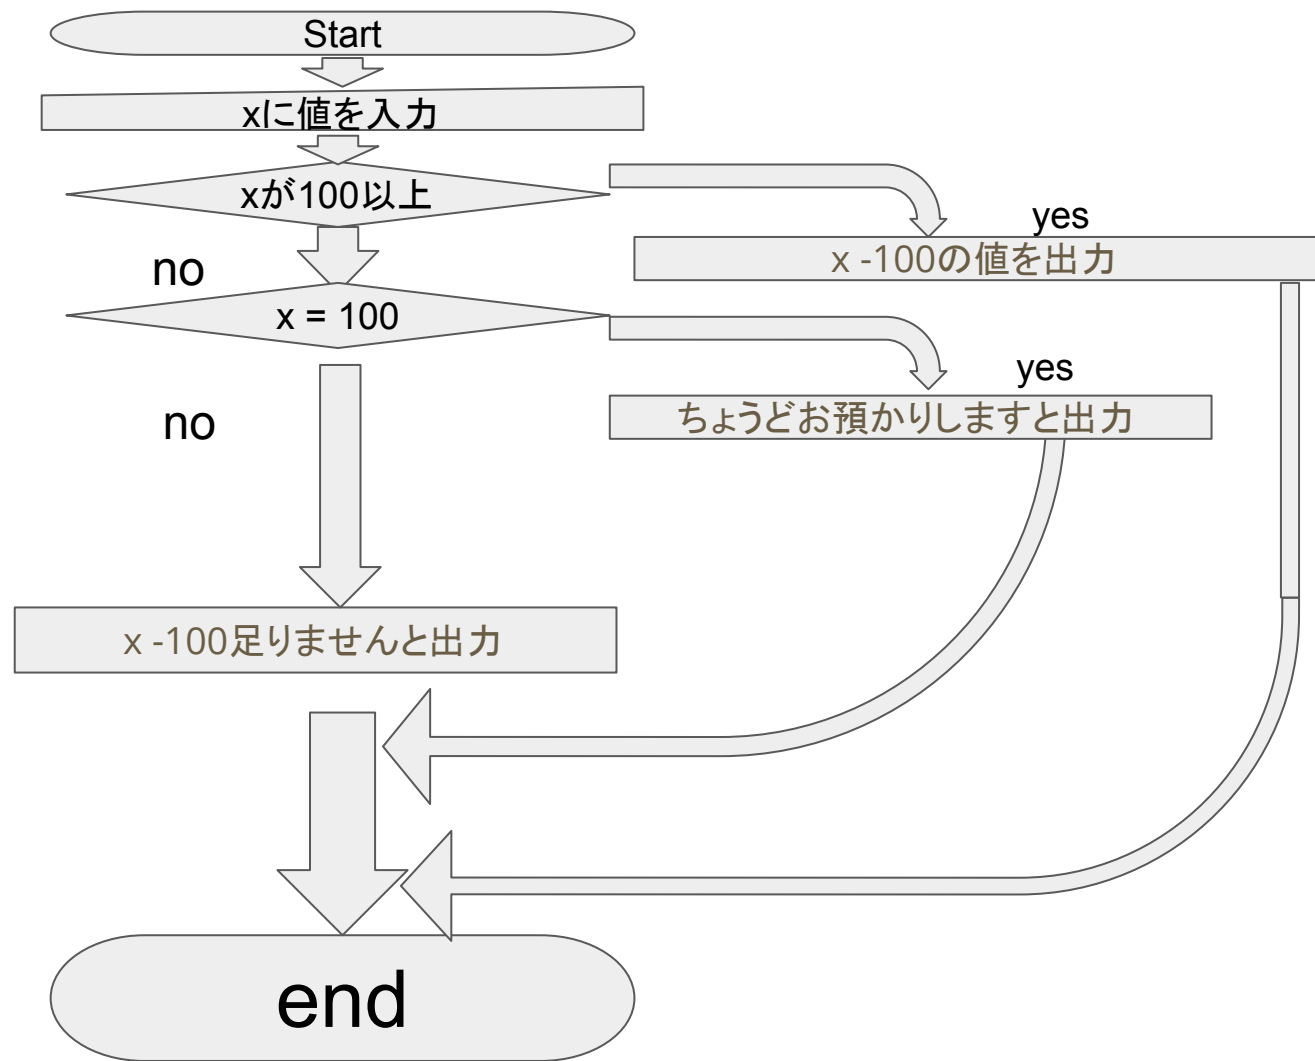 Start
xに値を入力
xが100以上
yes
x -100の値を出力
no
x = 100
yes
ちょうどお預かりしますと出力
no
x -100足りませんと出力
end